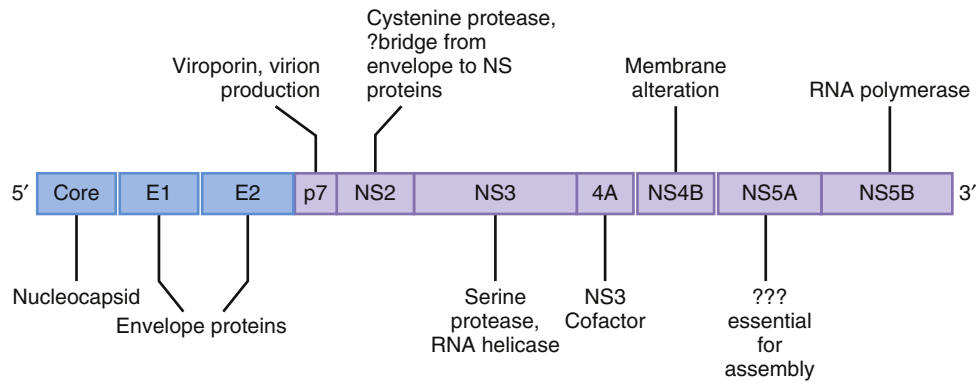 Cystenine protease,
?bridge from
envelope to NS
proteins
Viroporin, virion
production
Membrane
alteration
RNA polymerase
5′ Core E1 E2 p7 NS2 NS3 4A NS4B NS5A NS5B 3′
Nucleocapsid
Envelope proteins
Serine
protease,
RNA helicase
NS3
Cofactor
???
essential
for
assembly